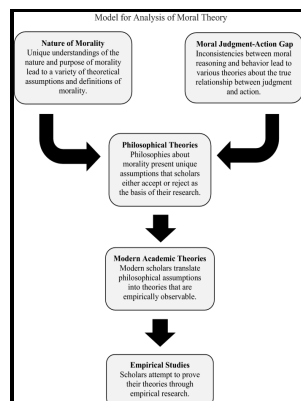 Model for Analysis of Moral Theory
Nature of Morality
Unique understandings of the
nature and purpose of morality
lead to a variety of theoretical
assumptions and definitions of
morality.
Moral Judgment-Action Gap
Inconsistencies between moral
reasoning and behavior lead to
various theories about the true
relationship between judgment
and action.
Philosophical Theories
Philosophies about
morality present unique
assumptions that scholars
either accept or reject as
the basis of their research.
Modern Academic Theories
Modern scholars translate
philosophical assumptions
into theories that are
empirically observable.
Empirical Studies
Scholars attempt to prove
their theories through
empirical research.